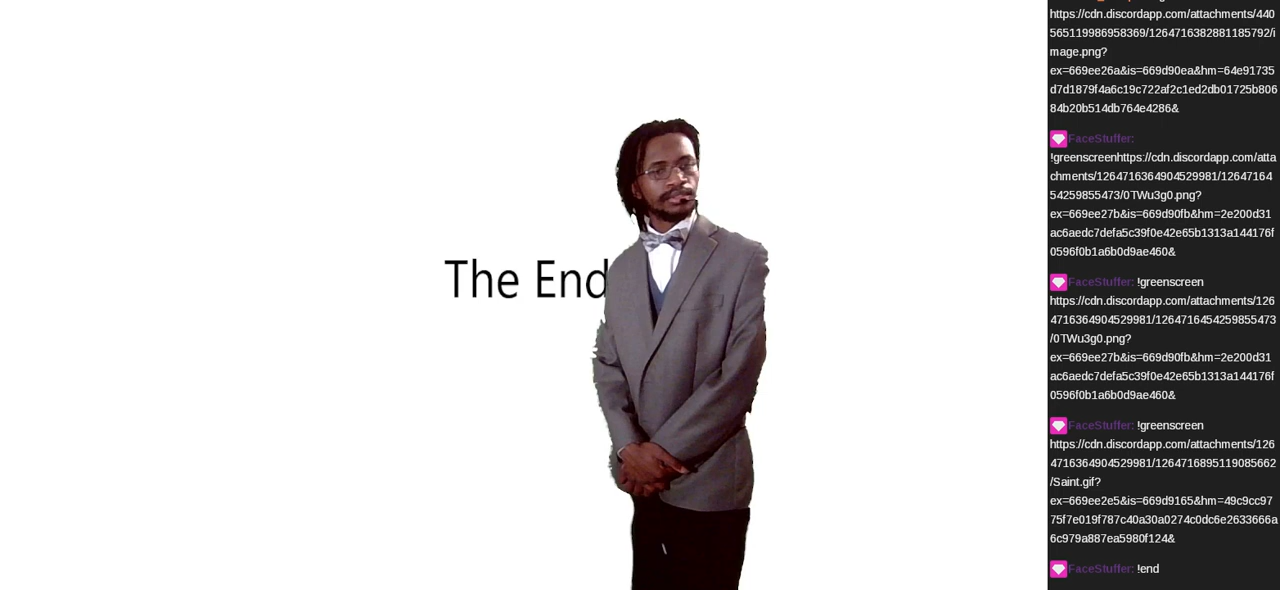 The End
https://cdn.discordapp.com/attachments/440
565119986958369/1264716382881185792/i
mage.png?
ex=669ee26a&is=669d90ea&hm=64e91735
d7d1879f4a6c19c722af2c1ed2db01725b806
84b20b514db764e4286&
FaceStuffer:
!greenscreenhttps://cdn.discordapp.com/atta
chments/1264716364904529981/12647164
54259855473/0TWu3g0.png?
ex=669ee27b&is=669d90fb&hm=2e200d31
ac6aedc7defa5c39f0e42e65b1313a144176f
0596f0b1a6b0d9ae460&
FaceStuffer: !greenscreen
https://cdn.discordapp.com/attachments/126
4716364904529981/1264716454259855473
/0TWu3g0.png?
ex=669ee27b&is=669d90fb&hm=2e200d31
ac6aedc7defa5c39f0e42e65b1313a144176f
0596f0b1a6b0d9ae460&
FaceStuffer: !greenscreen
https://cdn.discordapp.com/attachments/126
4716364904529981/1264716895119085662
/Saint.gif?
ex=669ee2e5&is=669d9165&hm=49c9cc97
75f7e019f787c40a30a0274c0dc6e2633666a
6c979a887ea5980f124&
FaceStuffer: !end